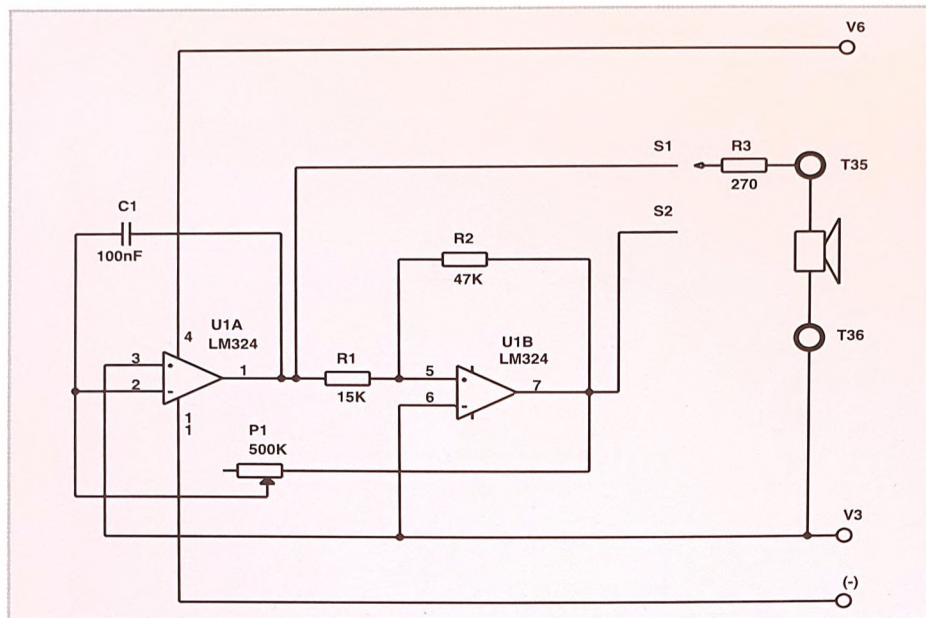 V6
S1
R3
T35
270
C1
S2
100nF
R2
47K
U1A
LM324
4
T36
U1B
LM324
3
1
R1
5
7
2
15K
6
1
1
P1
500K
V3
(-)